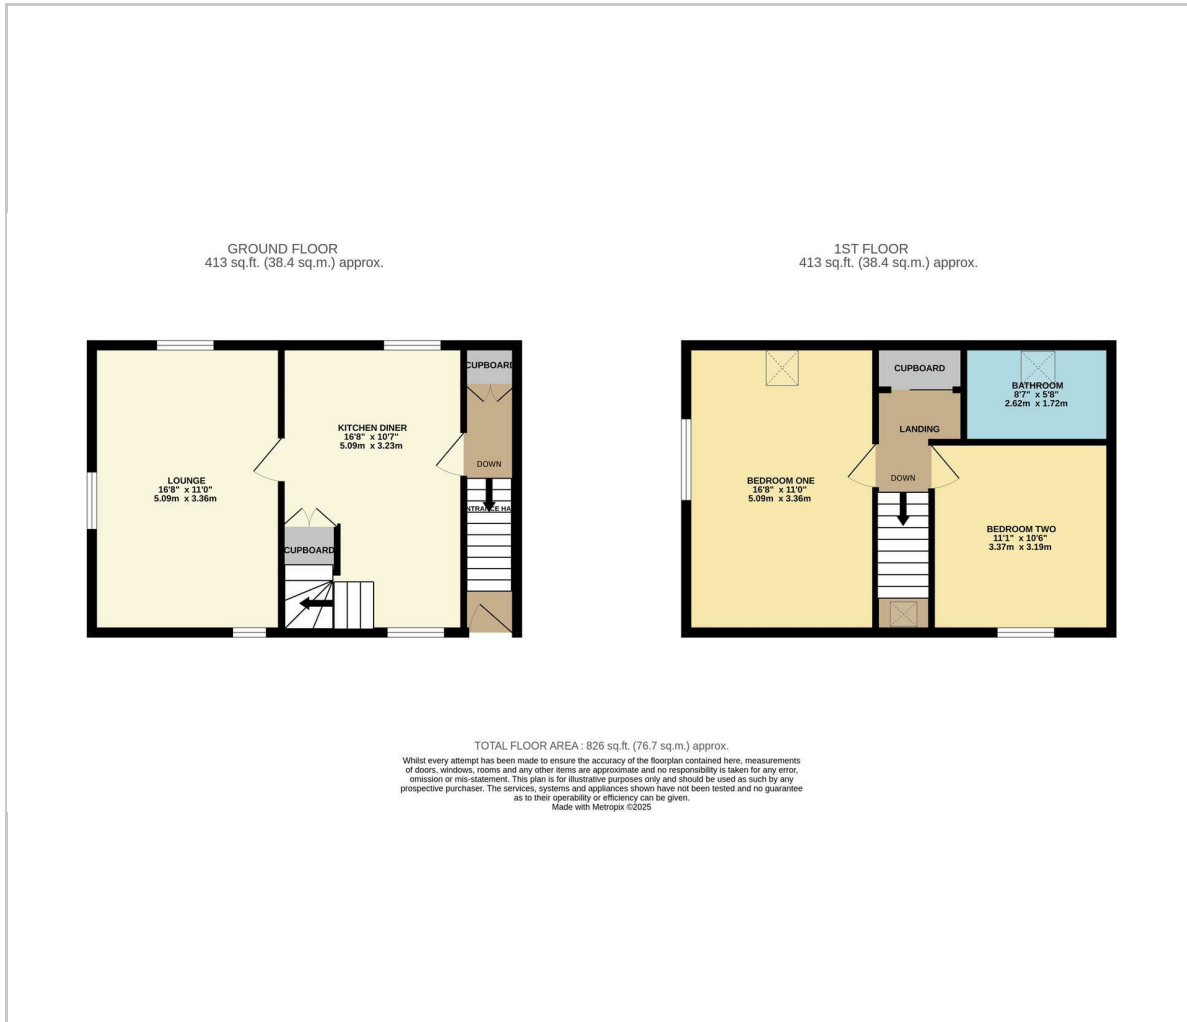 GROUND FLOOR
413 sq.ft. (38.4 sq.m.) approx.
1ST FLOOR
413 sq.ft. (38.4 sq.m.) approx.
CUPBOARD
KITCHEN DINER
16'8" x 10'7"
5.09m x 3.23m
DOWN
LOUNGE
16'8" x 11'0"
5.09m x 3.36m
NTRANCE HA
CUPBOARD
CUPBOARD
BATHROOM
8'7" x 5'8"
2.62m x 1.72m
LANDING
DOWN
BEDROOM ONE
16'8" x 11'0"
5.09m x 3.36m
BEDROOM TWO
11'1" x 10'6"
3.37m x 3.19m
TOTAL FLOOR AREA : 826 sq.ft. (76.7 sq.m.) approx.
Whilst every attempt has been made to ensure the accuracy of the floorplan contained here, measurements
of doors, windows, rooms and any other items are approximate and no responsibility is taken for any error,
omission or mis-statement. This plan is for illustrative purposes only and should be used as such by any
prospective purchaser. The services, systems and appliances shown have not been tested and no guarantee
as to their operability or efficiency can be given.
Made with Metropix ©2025